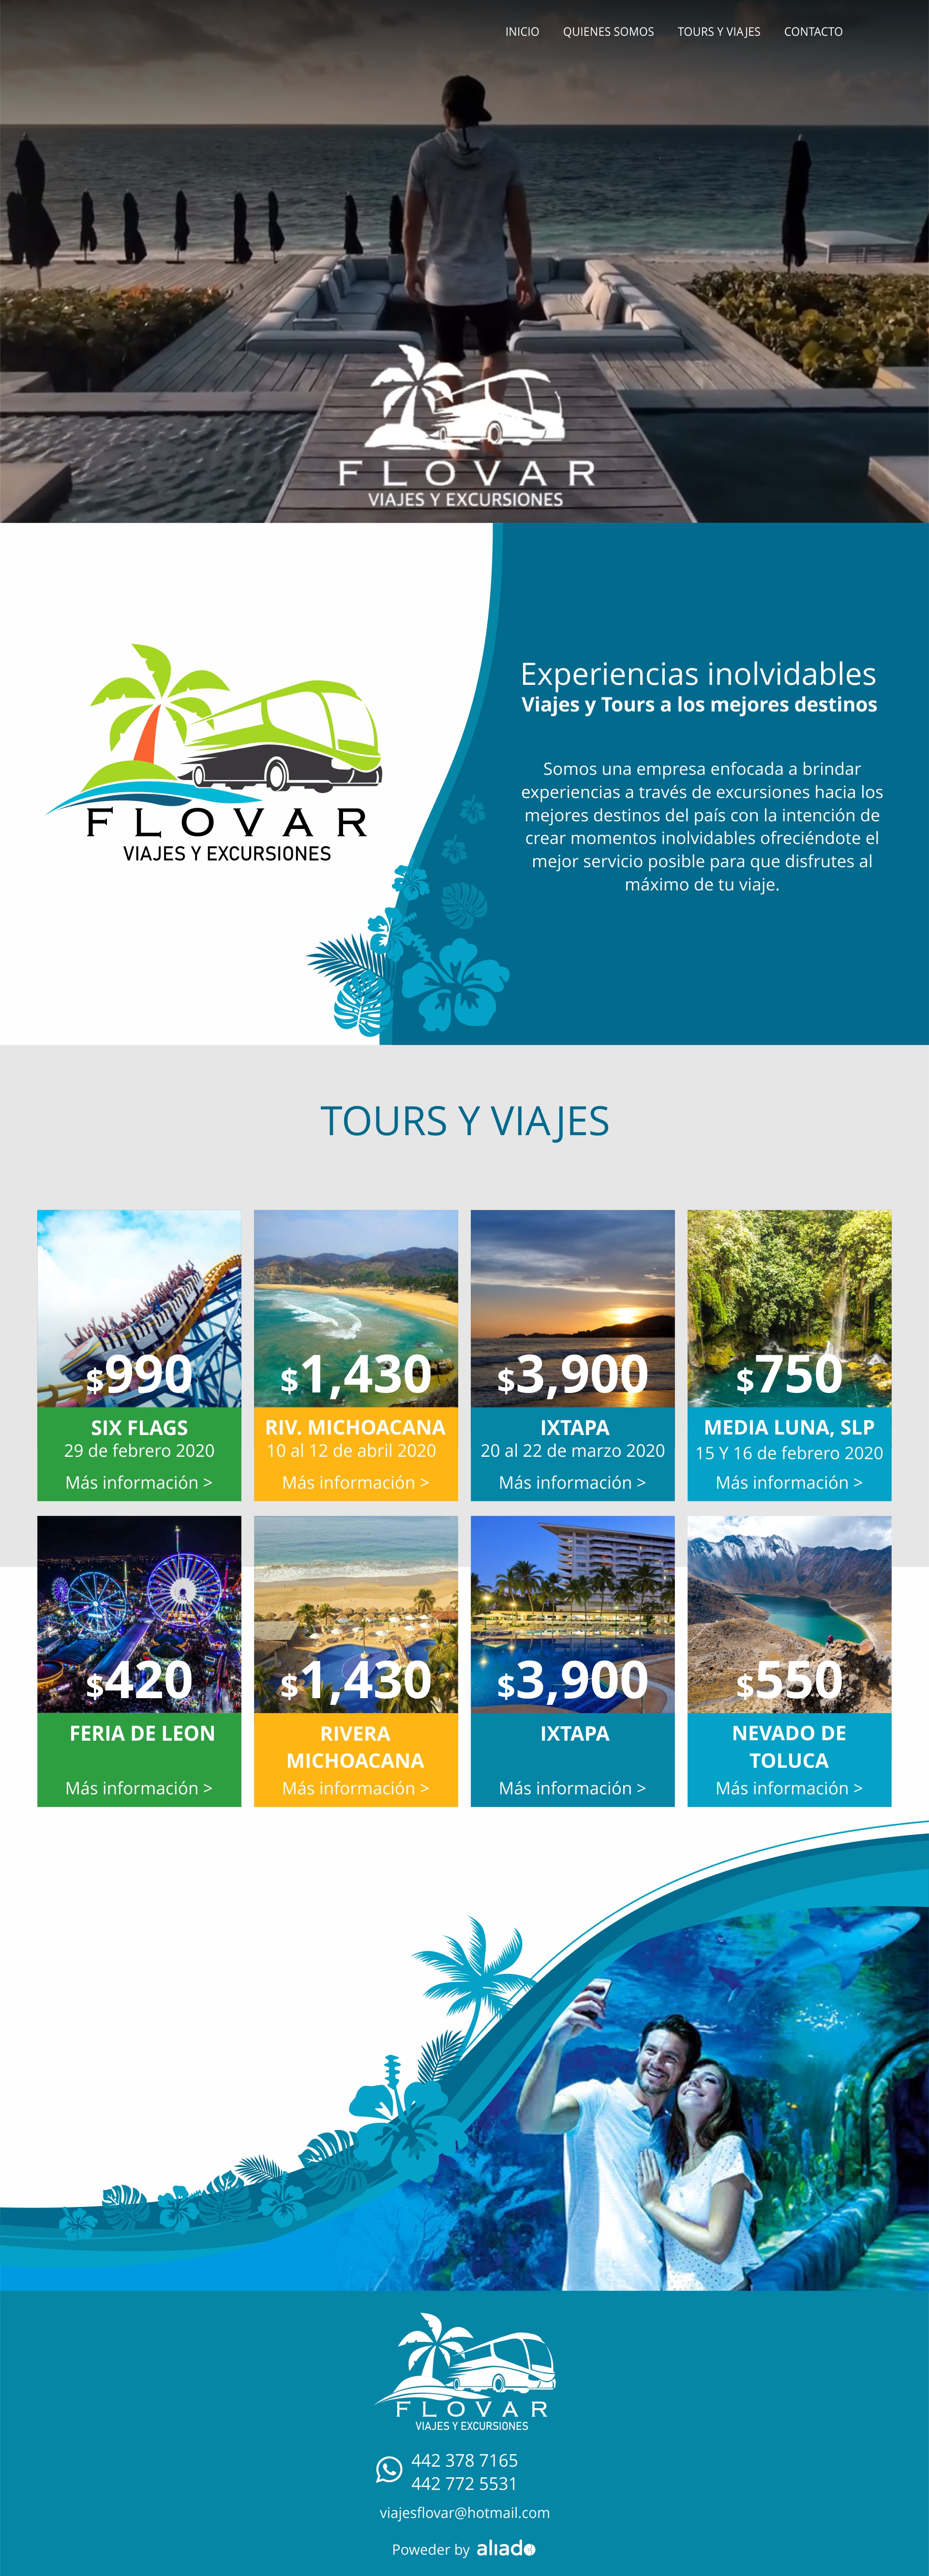 INICIO QUIENES SOMOS TOURS Y VIAJES CONTACTO
FLOVAR
VIAJES Y EXCURSIONES
FLOVAR
VIAJES Y EXCURSIONES
Experiencias inolvidables
Viajes y Tours a los mejores destinos
Somos una empresa enfocada a brindar
experiencias a través de excursiones hacia los
mejores destinos del país con la intención de
crear momentos inolvidables ofreciéndote el
mejor servicio posible para que disfrutes al
máximo de tu viaje.
TOURS Y VIAJES
$990
SIX FLAGS
29 de febrero 2020
Más información >
$1,430
RIV. MICHOACANA
10 al 12 de abril 2020
Más información >
$3,900
IXTAPA
20 al 22 de marzo 2020
Más información >
$750
MEDIA LUNA, SLP
15 Y 16 de febrero 2020
Más información >
$420
FERIA DE LEON
Más información >
$1,430
RIVERA
MICHOACANA
Más información >
$3,900
IXTAPA
Más información >
$550
NEVADO DE
TOLUCA
Más información >
FLOVAR
VIAJES Y EXCURSIONES
442 378 7165
442 772 5531
viajesflovar@hotmail.com
Poweder by aliado